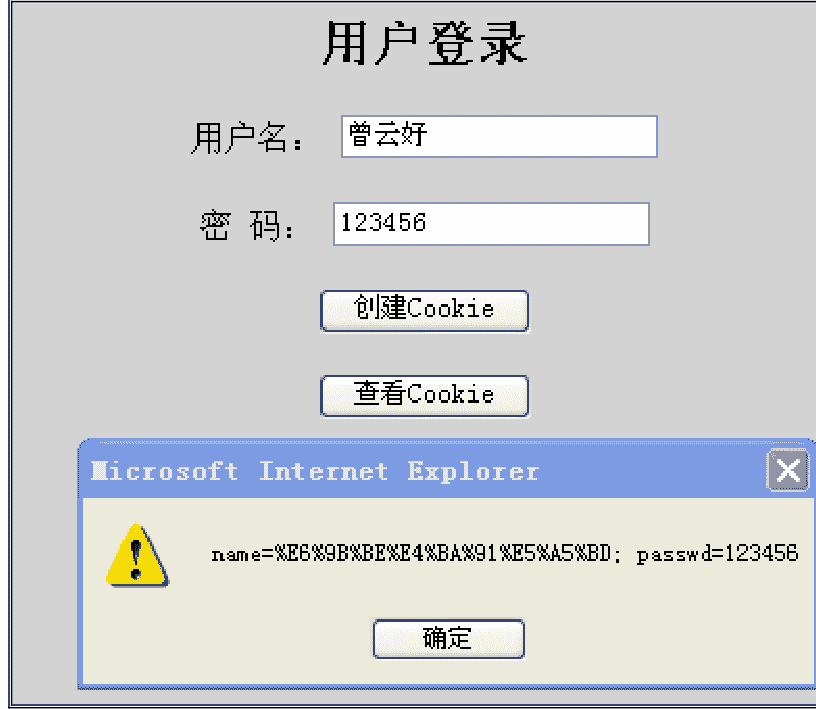 用户登录
用户名： 曾云好
密 码： 123456
创建Cookie
查看Cookie
Microsoft Internet Explorer
name=%E6%9B%BE%E4%BA%91%E5%A5%BD; passwd=123456
确定